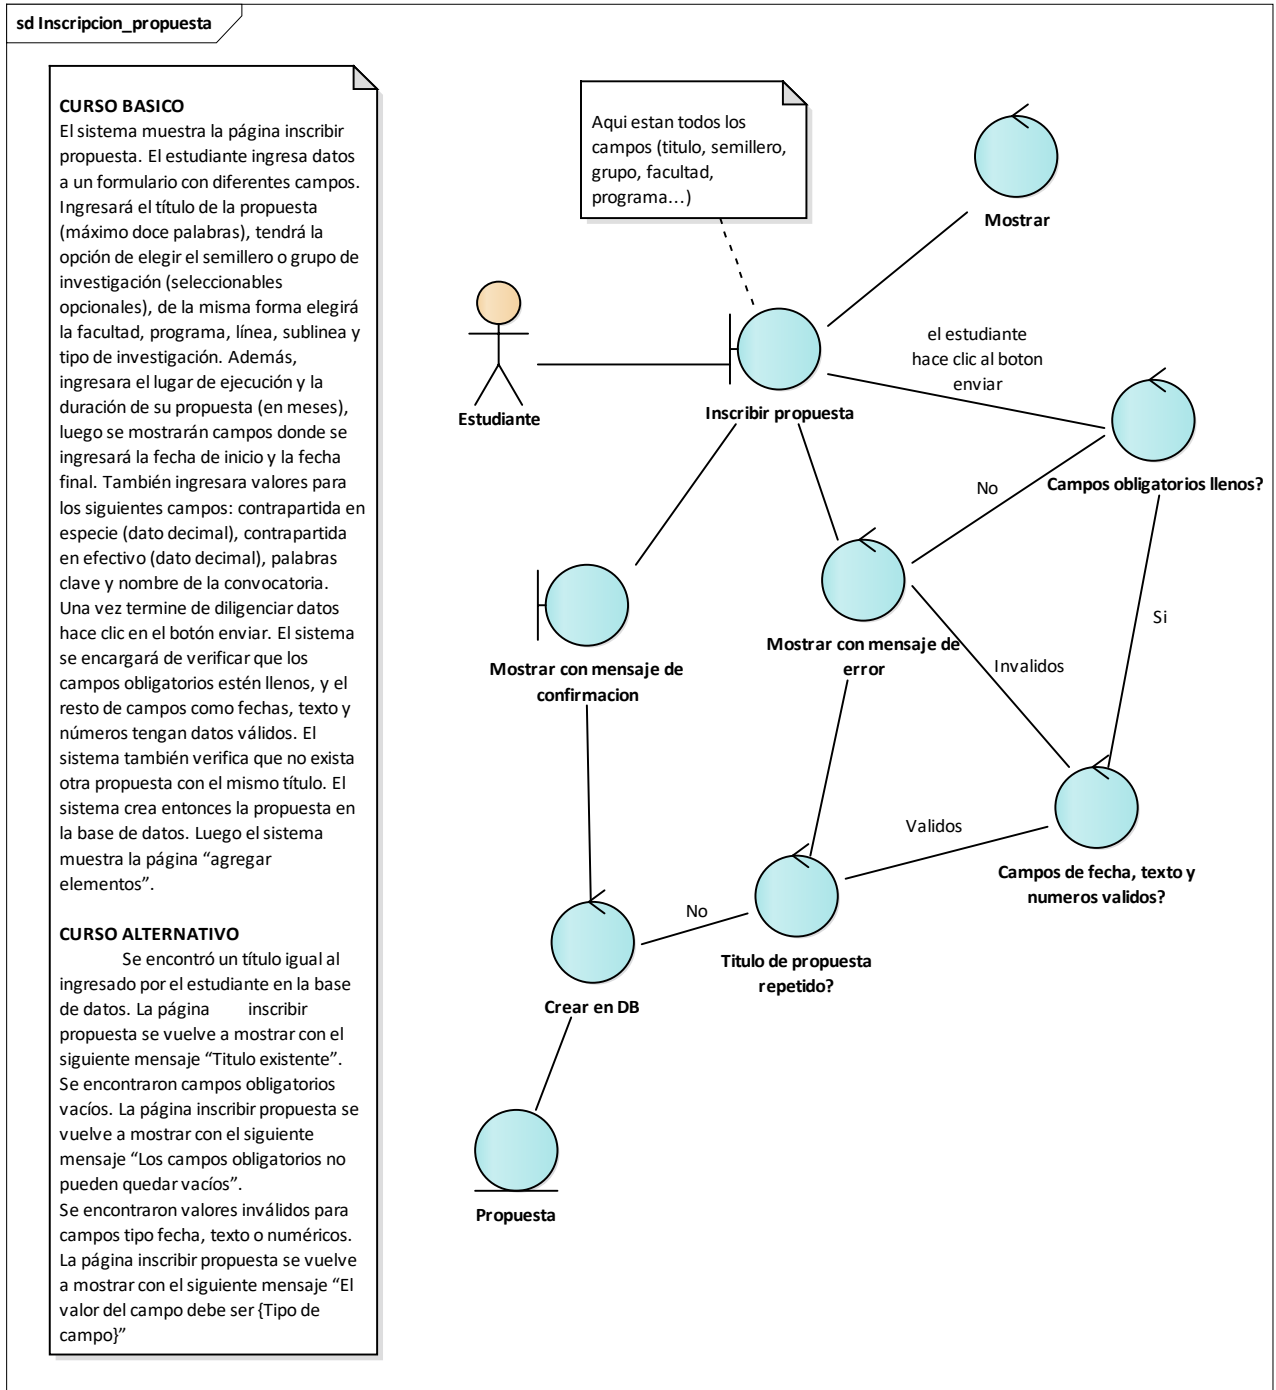 sd Inscripcion_propuesta
CURSO BASICO
El sistema muestra la página inscribir
propuesta. El estudiante ingresa datos
a un formulario con diferentes campos.
Ingresará el título de la propuesta
(máximo doce palabras), tendrá la
opción de elegir el semillero o grupo de
investigación (seleccionables
opcionales), de la misma forma elegirá
la facultad, programa, línea, sublinea y
tipo de investigación. Además,
ingresara el lugar de ejecución y la
duración de su propuesta (en meses),
luego se mostrarán campos donde se
ingresará la fecha de inicio y la fecha
final. También ingresara valores para
los siguientes campos: contrapartida en
especie (dato decimal), contrapartida
en efectivo (dato decimal), palabras
clave y nombre de la convocatoria.
Una vez termine de diligenciar datos
hace clic en el botón enviar. El sistema
se encargará de verificar que los
campos obligatorios estén llenos, y el
resto de campos como fechas, texto y
números tengan datos válidos. El
sistema también verifica que no exista
otra propuesta con el mismo título. El
sistema crea entonces la propuesta en
la base de datos. Luego el sistema
muestra la página “agregar
elementos”.
CURSO ALTERNATIVO
Se encontró un título igual al
ingresado por el estudiante en la base
de datos. La página inscribir
propuesta se vuelve a mostrar con el
siguiente mensaje “Titulo existente”.
Se encontraron campos obligatorios
vacíos. La página inscribir propuesta se
vuelve a mostrar con el siguiente
mensaje “Los campos obligatorios no
pueden quedar vacíos”.
Se encontraron valores inválidos para
campos tipo fecha, texto o numéricos.
La página inscribir propuesta se vuelve
a mostrar con el siguiente mensaje “El
valor del campo debe ser {Tipo de
campo}”
Aqui estan todos los
campos (titulo, semillero,
grupo, facultad,
programa...)
Mostrar
Estudiante
Inscribir propuesta
el estudiante
hace clic al boton
enviar
Campos obligatorios llenos?
No
Si
Mostrar con mensaje de
confirmacion
Mostrar con mensaje de
error
Invalidos
Validos
Campos de fecha, texto y
numeros validos?
No
Titulo de propuesta
repetido?
Crear en DB
Propuesta